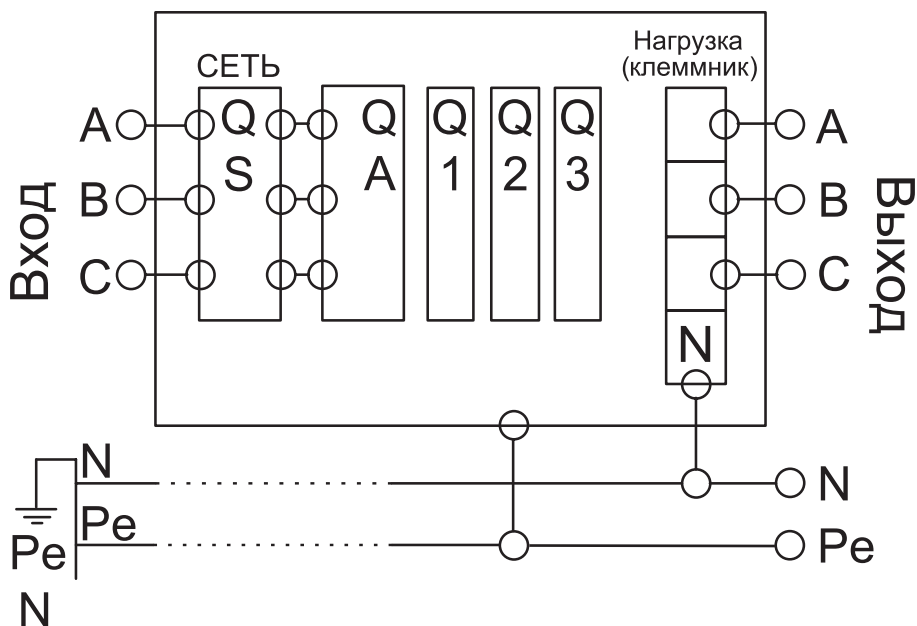 Нагрузка
(клеммник)
СЕТЬ
A Q Q Q Q Q A
S A 1 2 3
B B
C C
Вход
Выход
N
N N
Pe Pe
Pe
N